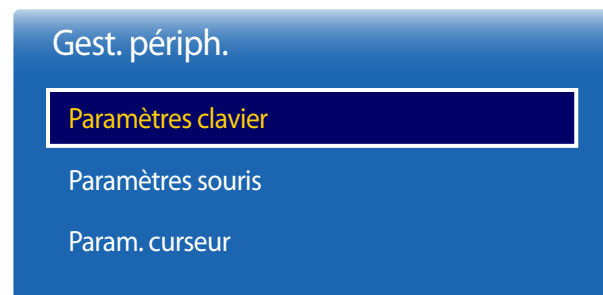 Gest. périph.
Paramètres clavier
Paramètres souris
Param. curseur